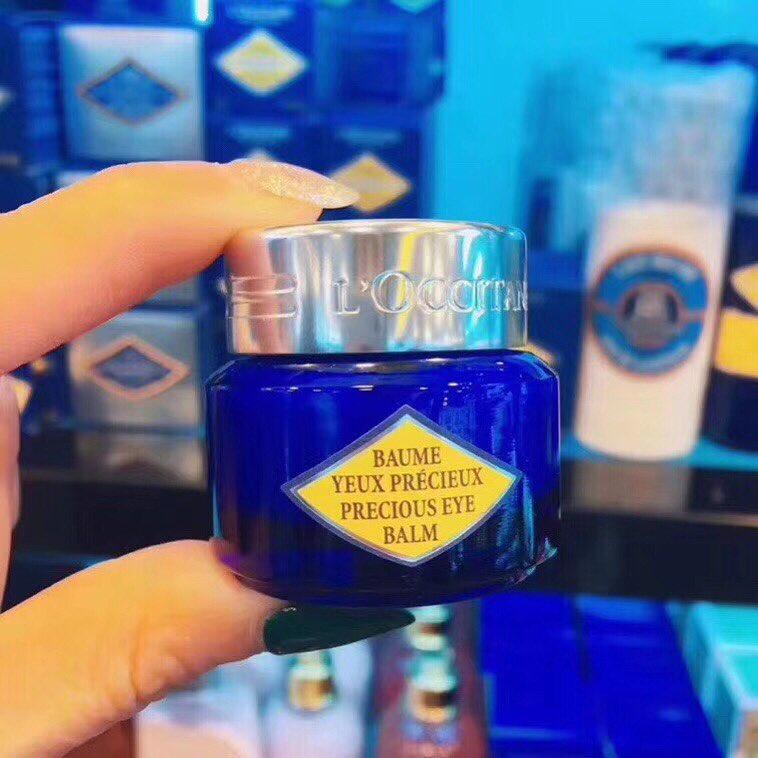 L'OCCITAN
BAUME
YEUX PRÉCIEUX
PRECIOUS EYE
BALM